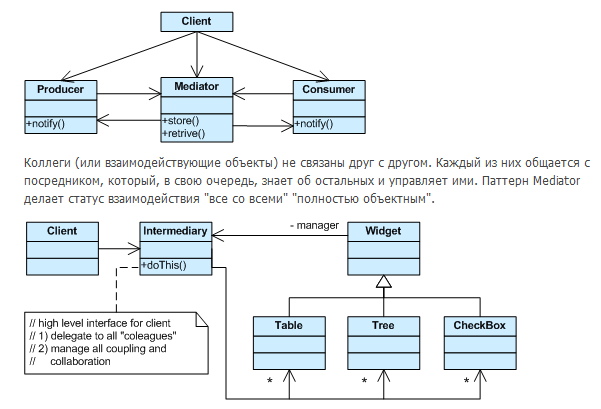 Client
Producer
Mediator
Consumer
+notify()
+store()
+retrive()
+notify()
Коллеги (или взаимодействующие объекты) не связаны друг с другом. Каждый из них общается с
посредником, который, в свою очередь, знает об остальных и управляет ими. Паттерн Mediator
делает статус взаимодействия "все со всеми" "полностью объектным".
Client
Intermediary
- manager
Widget
+doThis()
// high level interface for client
// 1) delegate to all "coleagues"
// 2) manage all coupling and
// collaboration
Table
Tree
CheckBox
*
*
*